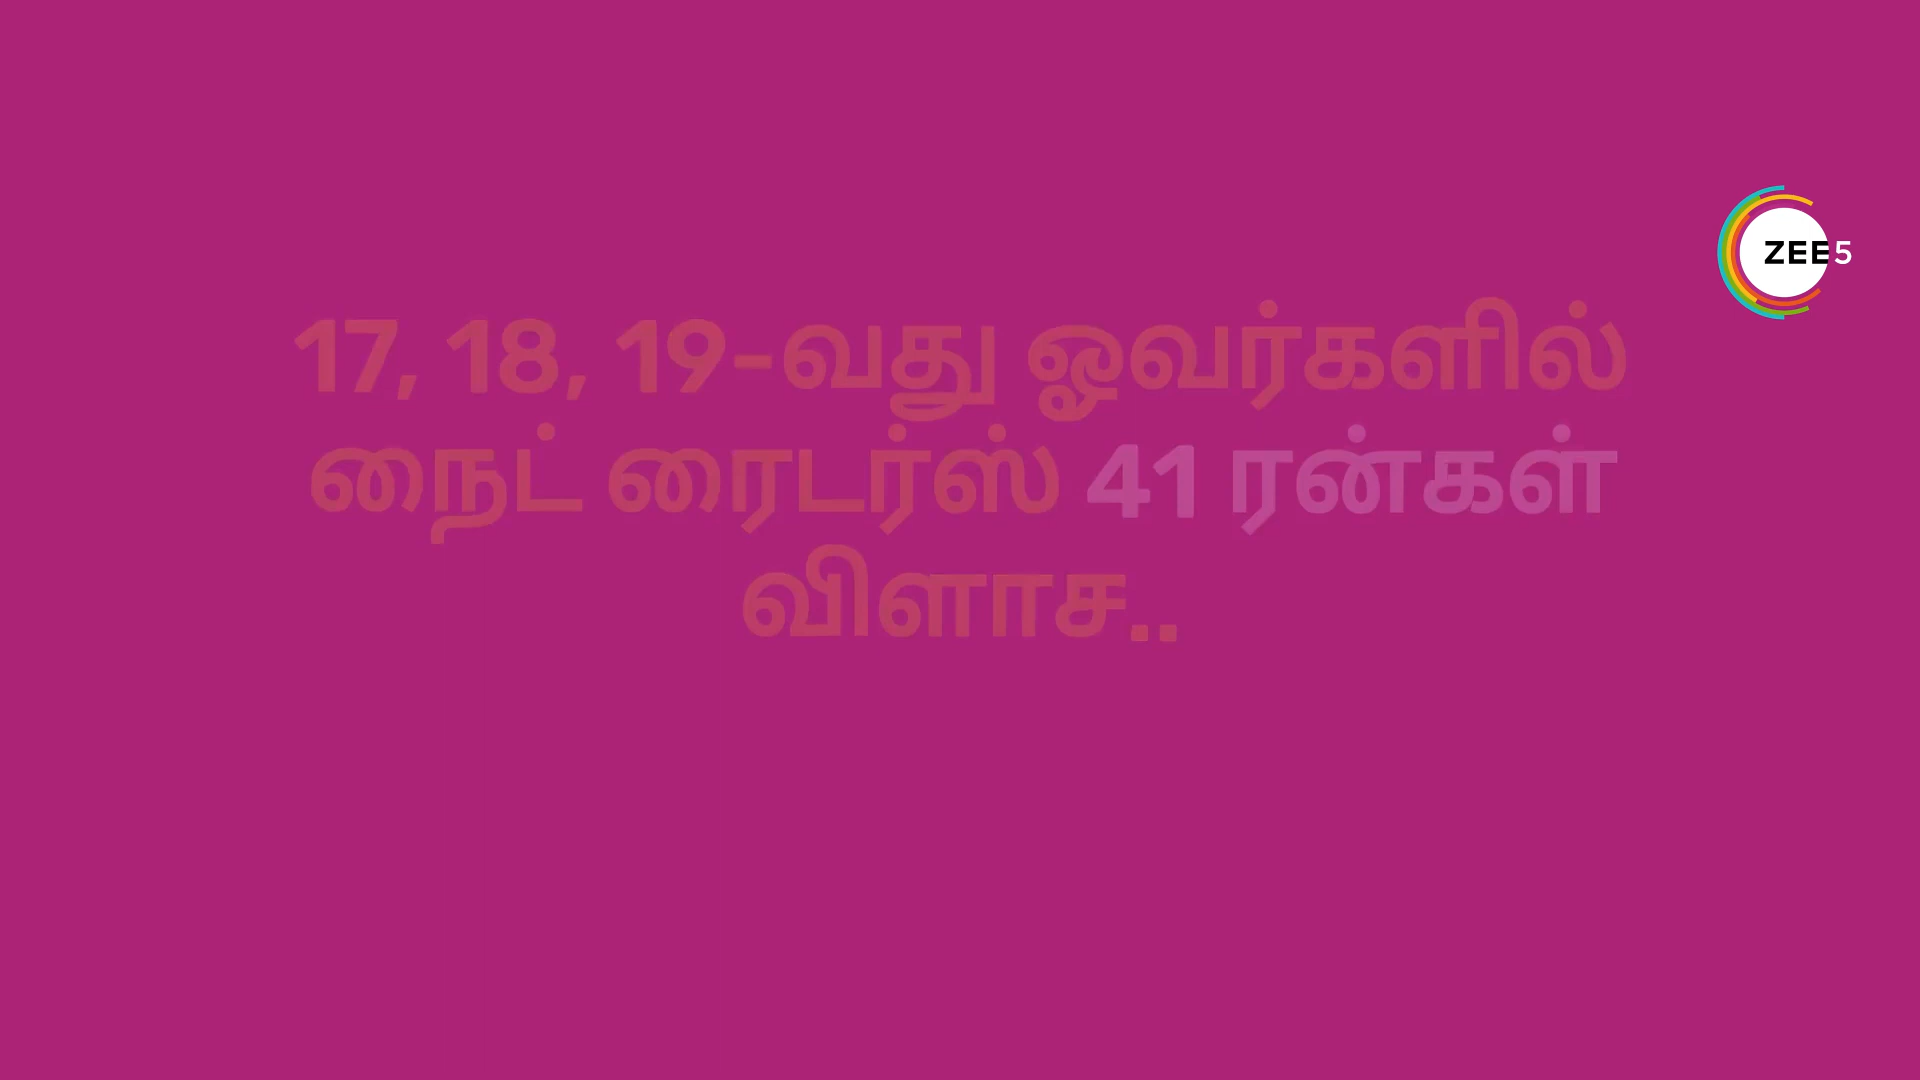 ZEE5
17, 18, 19-வது ஓவர்களில்
நைட் ரைடர்ஸ் 41 ரன்கள்
விளாச..